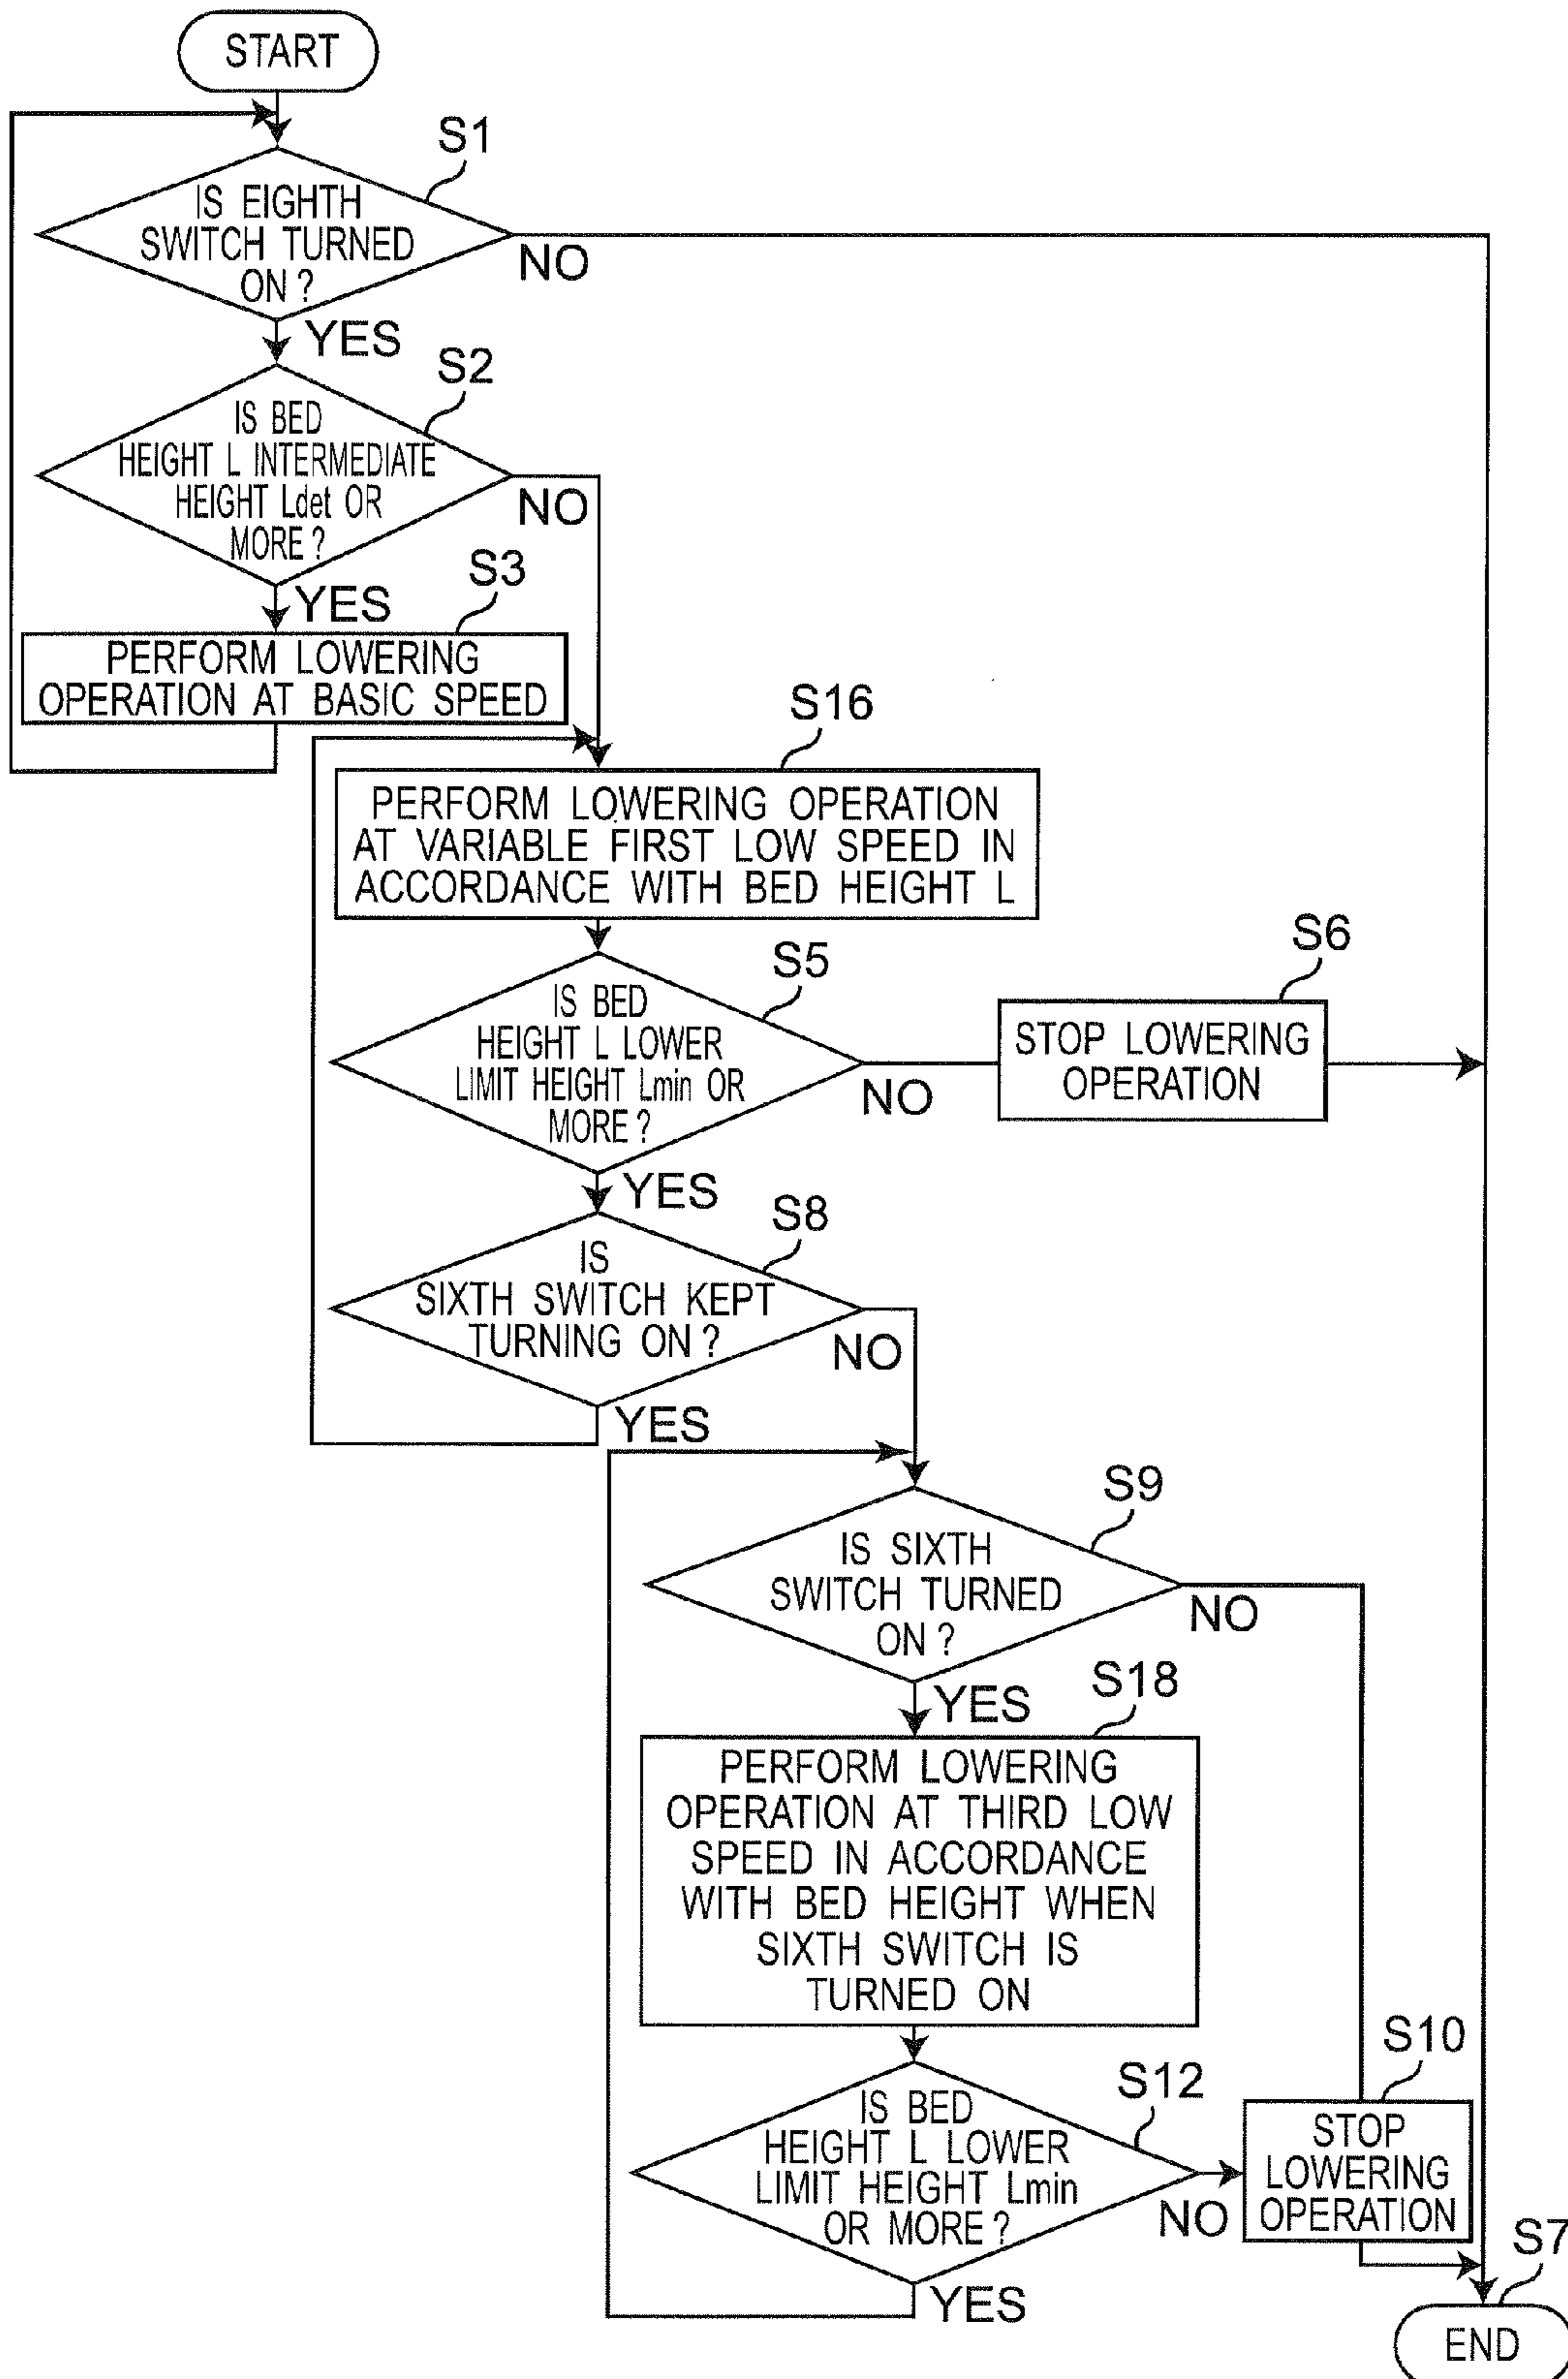 START
S1
IS EIGHTH
SWITCH TURNED
ON ?
NO
YES
S2
IS BED
HEIGHT L INTERMEDIATE
HEIGHT Ldet OR
MORE ?
NO
YES
S3
PERFORM LOWERING
OPERATION AT BASIC SPEED
S16
PERFORM LOWERING OPERATION
AT VARIABLE FIRST LOW SPEED IN
ACCORDANCE WITH BED HEIGHT L
S5
IS BED
HEIGHT L LOWER
LIMIT HEIGHT Lmin OR
MORE ?
NO
S6
STOP LOWERING
OPERATION
YES
S8
IS
SIXTH SWITCH KEPT
TURNING ON ?
NO
YES
S9
IS SIXTH
SWITCH TURNED
ON ?
NO
YES
S18
PERFORM LOWERING
OPERATION AT THIRD LOW
SPEED IN ACCORDANCE
WITH BED HEIGHT WHEN
SIXTH SWITCH IS
TURNED ON
S12
IS BED
HEIGHT L LOWER
LIMIT HEIGHT Lmin
OR MORE ?
NO
S10
STOP
LOWERING
OPERATION
YES
S7
END